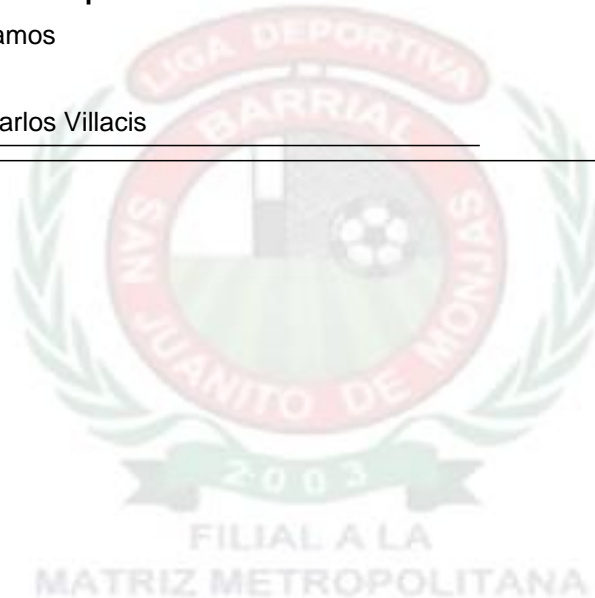 amos
arlos Villacis
LIGA DEPORTIVA
BARRIAL
SAN JUANITO DE MONJAS
2003
FILIAL A LA
MATRIZ METROPOLITANA